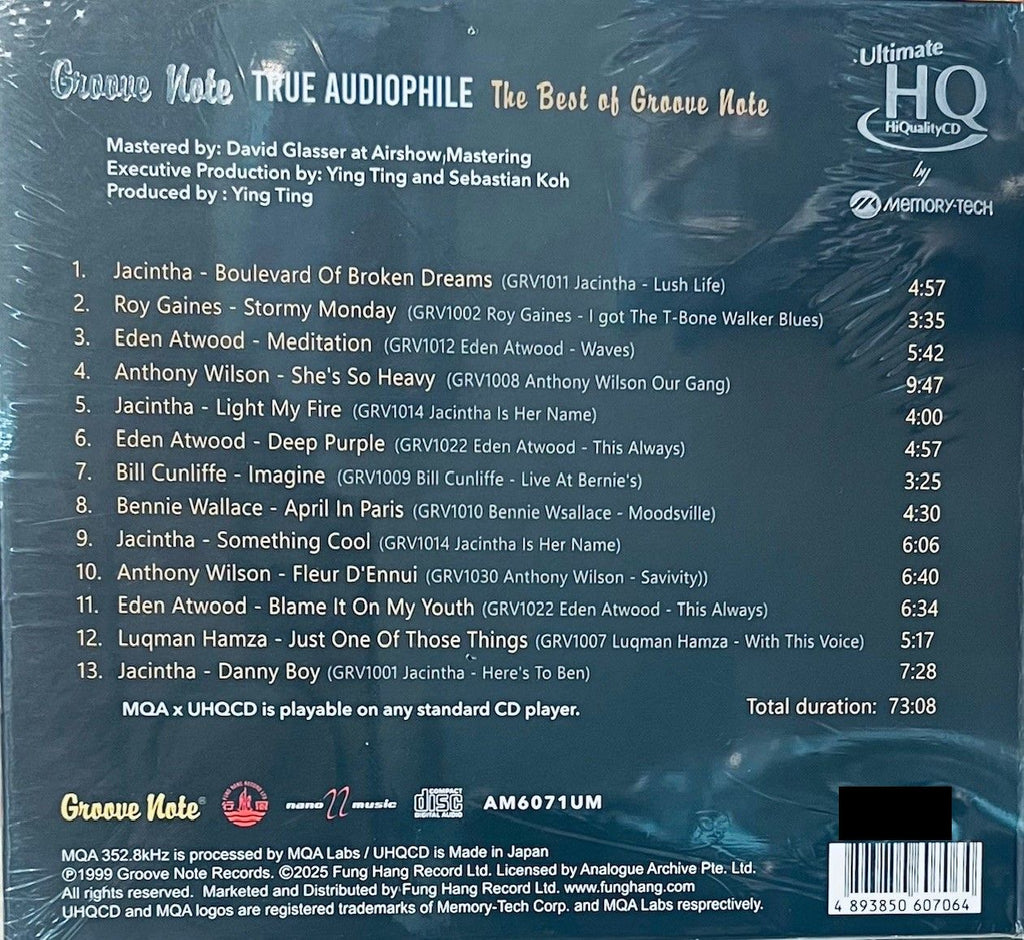 Groove Note TRUE AUDIOPHILE The Best of Groove Note
Ultimate
HQ
HiQualityCD
by
MEMORY-TECH
Mastered by: David Glasser at Airshow Mastering
Executive Production by: Ying Ting and Sebastian Koh
Produced by : Ying Ting
1. Jacintha - Boulevard Of Broken Dreams (GRV1011 Jacintha - Lush Life) 4:57
2. Roy Gaines - Stormy Monday (GRV1002 Roy Gaines - I got The T-Bone Walker Blues) 3:35
3. Eden Atwood - Meditation (GRV1012 Eden Atwood - Waves) 5:42
4. Anthony Wilson - She's So Heavy (GRV1008 Anthony Wilson Our Gang) 9:47
5. Jacintha - Light My Fire (GRV1014 Jacintha Is Her Name) 4:00
6. Eden Atwood - Deep Purple (GRV1022 Eden Atwood - This Always) 4:57
7. Bill Cunliffe - Imagine (GRV1009 Bill Cunliffe - Live At Bernie's) 3:25
8. Bennie Wallace - April In Paris (GRV1010 Bennie Wsallace - Moodsville) 4:30
9. Jacintha - Something Cool (GRV1014 Jacintha Is Her Name) 6:06
10. Anthony Wilson - Fleur D'Ennui (GRV1030 Anthony Wilson - Savivity)) 6:40
11. Eden Atwood - Blame It On My Youth (GRV1022 Eden Atwood - This Always) 6:34
12. Luqman Hamza - Just One Of Those Things (GRV1007 Luqman Hamza - With This Voice) 5:17
13. Jacintha - Danny Boy (GRV1001 Jacintha - Here's To Ben) 7:28
MQA x UHQCD is playable on any standard CD player.
Total duration: 73:08
Groove Note® nano 22 music COMPACT disc DIGITAL AUDIO AM6071UM
MQA 352.8kHz is processed by MQA Labs / UHQCD is Made in Japan
℗1999 Groove Note Records. ©2025 Fung Hang Record Ltd. Licensed by Analogue Archive Pte. Ltd.
All rights reserved. Marketed and Distributed by Fung Hang Record Ltd. www.funghang.com
UHQCD and MQA logos are registered trademarks of Memory-Tech Corp. and MQA Labs resprectively.
4 893850 607064